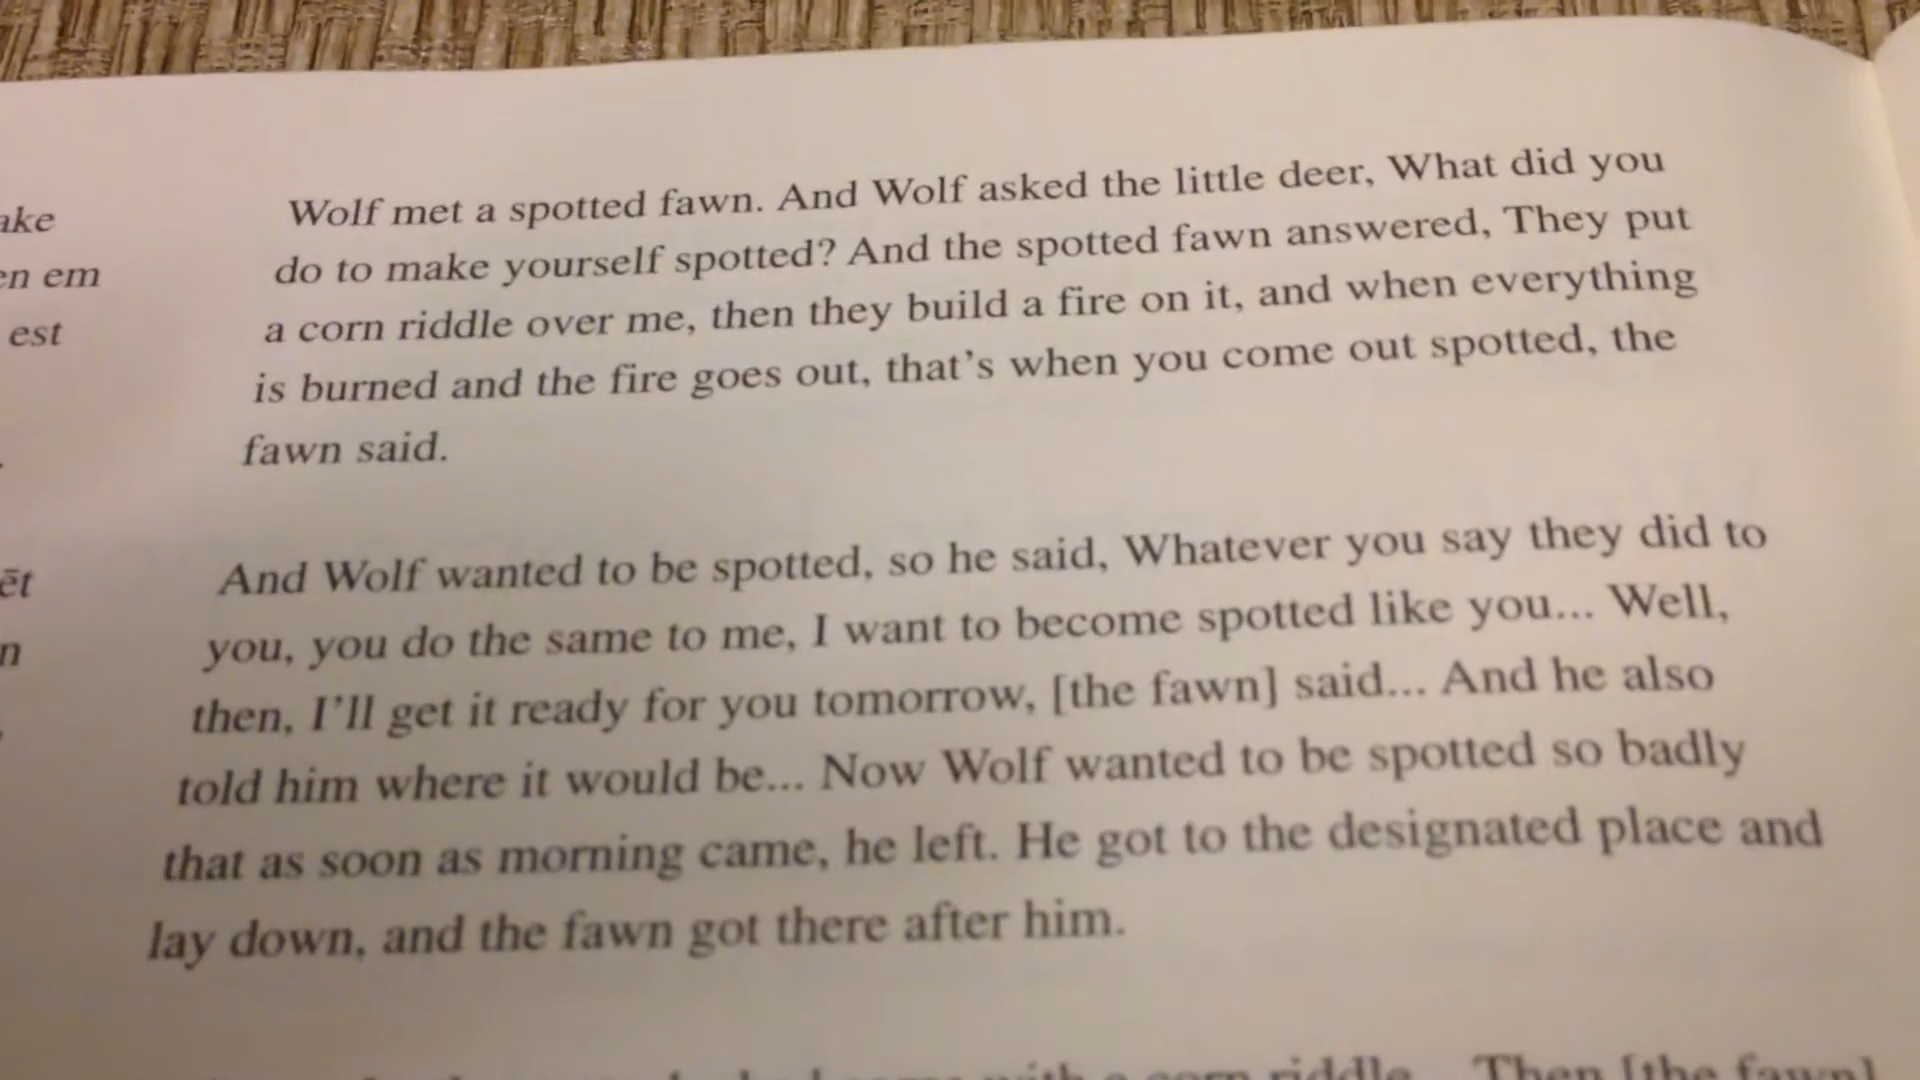 Wolf met a spotted fawn. And Wolf asked the little deer, What did you
do to make yourself spotted? And the spotted fawn answered, They put
a corn riddle over me, then they build a fire on it, and when everything
is burned and the fire goes out, that's when you come out spotted, the
fawn said.
And Wolf wanted to be spotted, so he said, Whatever you say they did to
you, you do the same to me, I want to become spotted like you... Well,
then, I'll get it ready for you tomorrow, [the fawn] said... And he also
told him where it would be... Now Wolf wanted to be spotted so badly
that as soon as morning came, he left. He got to the designated place and
lay down, and the fawn got there after him.
with a corn riddle... Then [the fawn]
en em
est